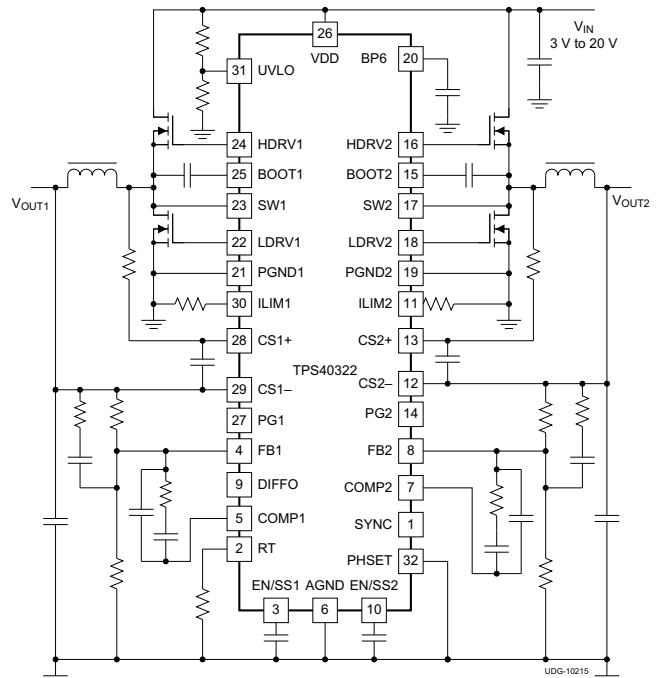 V_IN
3 V to 20 V
26
VDD
BP6
20
31
UVLO
24
HDRV1
HDRV2
16
25
BOOT1
BOOT2
15
V_OUT1
23
SW1
SW2
17
V_OUT2
22
LDRV1
LDRV2
18
21
PGND1
PGND2
19
30
ILIM1
ILIM2
11
28
CS1+
CS2+
13
TPS40322
29
CS1–
CS2–
12
27
PG1
PG2
14
4
FB1
FB2
8
9
DIFFO
COMP2
7
5
COMP1
SYNC
1
2
RT
PHSET
32
EN/SS1
AGND
EN/SS2
3
6
10
UDG-10215